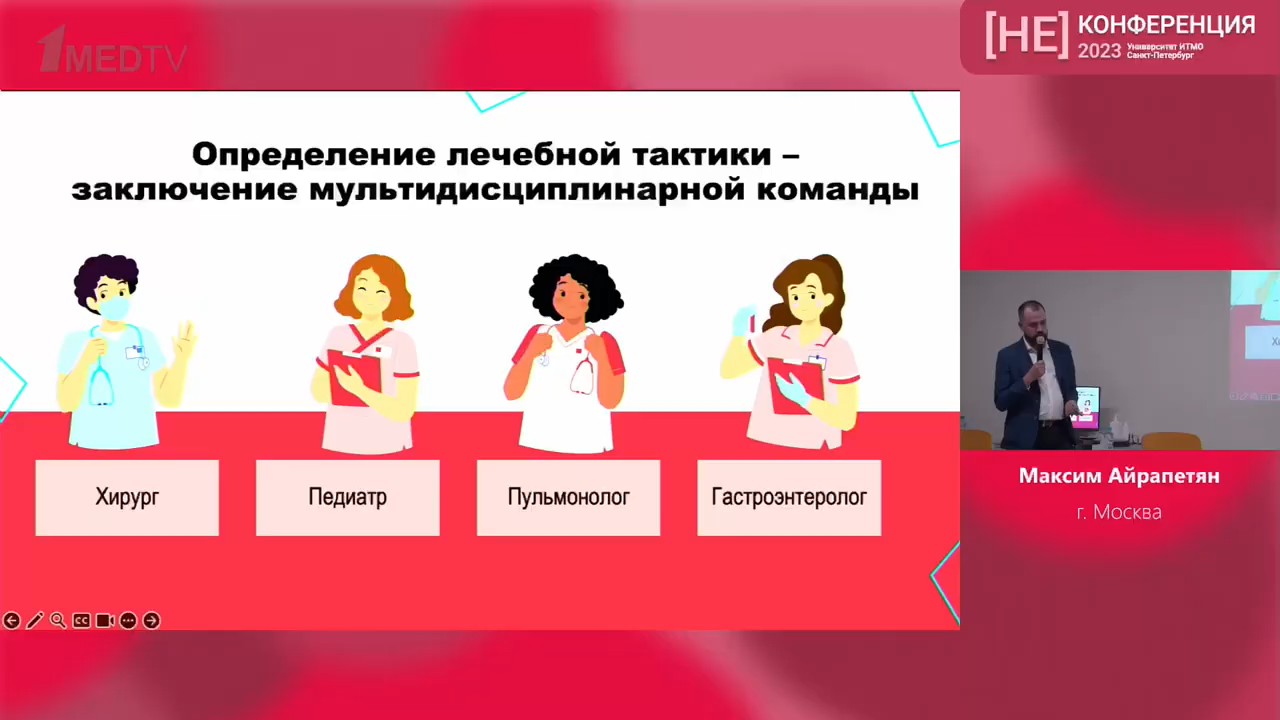 1MEDTV
[НЕ] КОНФЕРЕНЦИЯ
2023 Университет ИТМО
Санкт-Петербург
Определение лечебной тактики –
заключение мультидисциплинарной команды
Хирург
Педиатр
Пульмонолог
Гастроэнтеролог
CC
Максим Айрапетян
г. Москва